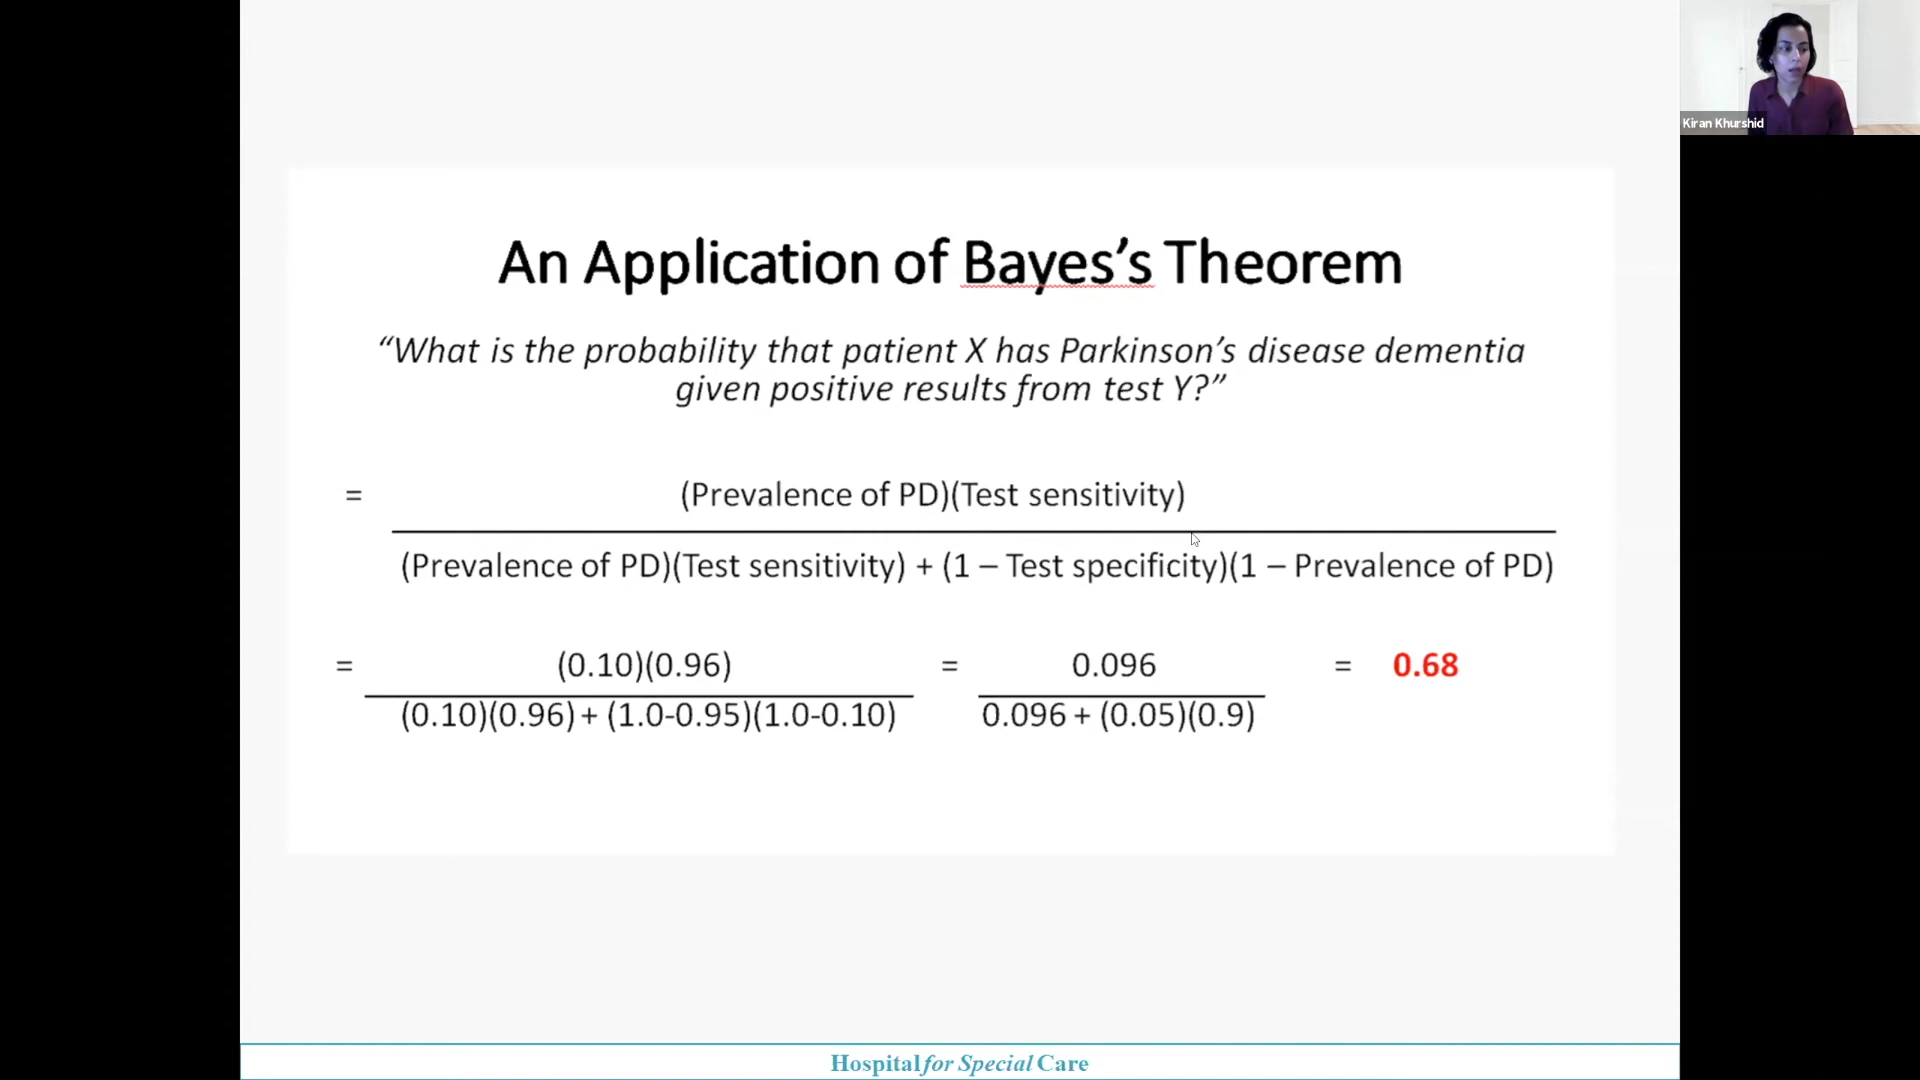 Kiran Khurshid
An Application of Bayes’s Theorem
“What is the probability that patient X has Parkinson’s disease dementia
given positive results from test Y?”
= (Prevalence of PD)(Test sensitivity)
(Prevalence of PD)(Test sensitivity) + (1 – Test specificity)(1 – Prevalence of PD)
= (0.10)(0.96) = 0.096 = 0.68
(0.10)(0.96) + (1.0-0.95)(1.0-0.10) 0.096 + (0.05)(0.9)
Hospital for Special Care